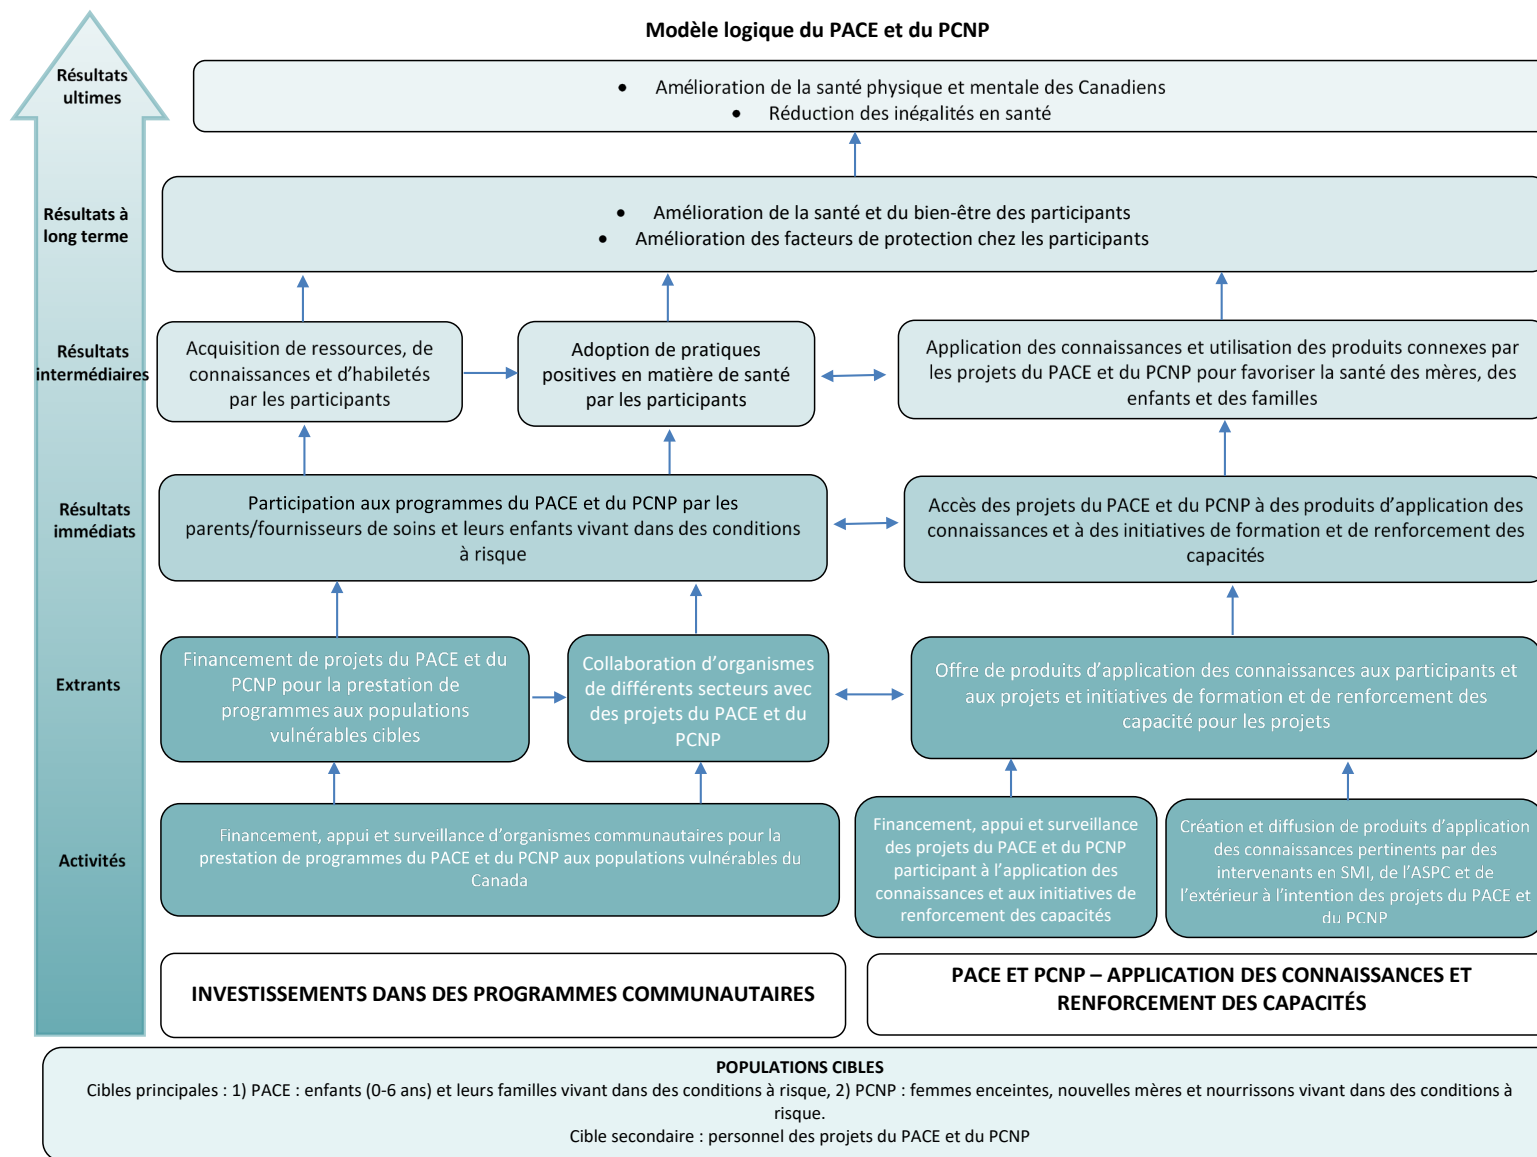 Modèle logique du PACE et du PCNP
Résultats
ultimes
• Amélioration de la santé physique et mentale des Canadiens
• Réduction des inégalités en santé
Résultats à
long terme
• Amélioration de la santé et du bien-être des participants
• Amélioration des facteurs de protection chez les participants
Résultats
intermédiaires
Acquisition de ressources, de
connaissances et d'habiletés
par les participants
Adoption de pratiques
positives en matière de santé
par les participants
Application des connaissances et utilisation des produits connexes par
les projets du PACE et du PCNP pour favoriser la santé des mères, des
enfants et des familles
Résultats
immédiats
Participation aux programmes du PACE et du PCNP par les
parents/fournisseurs de soins et leurs enfants vivant dans des conditions
à risque
Accès des projets du PACE et du PCNP à des produits d'application des
connaissances et à des initiatives de formation et de renforcement des
capacités
Extrants
Financement de projets du PACE et du
PCNP pour la prestation de
programmes aux populations
vulnérables cibles
Collaboration d'organismes
de différents secteurs avec
des projets du PACE et du
PCNP
Offre de produits d'application des connaissances aux participants et
aux projets et initiatives de formation et de renforcement des
capacité pour les projets
Activités
Financement, appui et surveillance d'organismes communautaires pour la
prestation de programmes du PACE et du PCNP aux populations vulnérables du
Canada
Financement, appui et surveillance
des projets du PACE et du PCNP
participant à l'application des
connaissances et aux initiatives de
renforcement des capacités
Création et diffusion de produits d'application
des connaissances pertinents par des
intervenants en SMI, de l'ASPC et de
l'extérieur à l'intention des projets du PACE et
du PCNP
INVESTISSEMENTS DANS DES PROGRAMMES COMMUNAUTAIRES
PACE ET PCNP – APPLICATION DES CONNAISSANCES ET
RENFORCEMENT DES CAPACITÉS
POPULATIONS CIBLES
Cibles principales : 1) PACE : enfants (0-6 ans) et leurs familles vivant dans des conditions à risque, 2) PCNP : femmes enceintes, nouvelles mères et nourrissons vivant dans des conditions à
risque.
Cible secondaire : personnel des projets du PACE et du PCNP